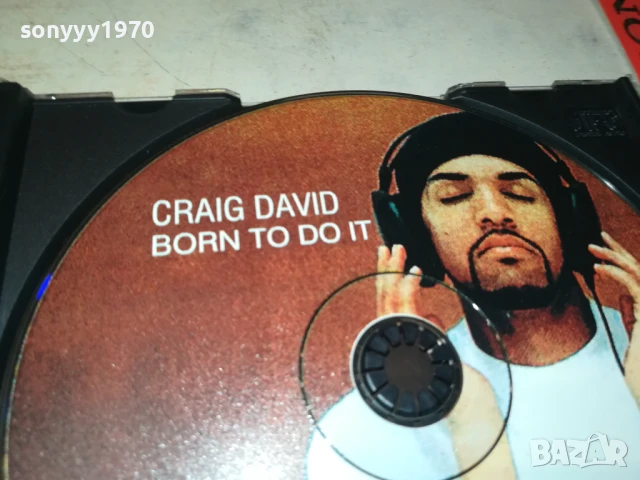 sonyyy1970
CRAIG DAVID
BORN TO DO IT
BAZAR